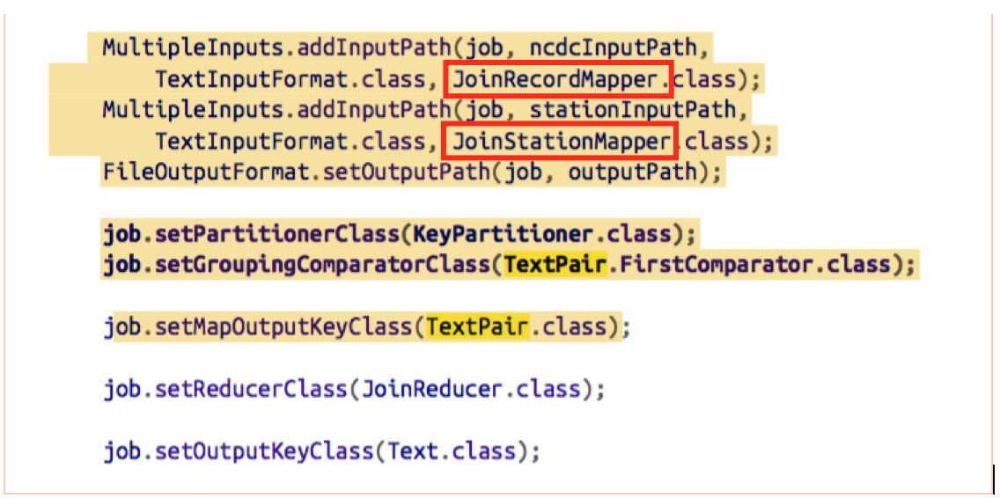 MultipleInputs.addInputPath(job, ncdcInputPath,
TextInputFormat.class, JoinRecordMapper.class);
MultipleInputs.addInputPath(job, stationInputPath,
TextInputFormat.class, JoinStationMapper.class);
FileOutputFormat.setOutputPath(job, outputPath);
job.setPartitionerClass(KeyPartitioner.class);
job.setGroupingComparatorClass(TextPair.FirstComparator.class);
job.setMapOutputKeyClass(TextPair.class);
job.setReducerClass(JoinReducer.class);
job.setOutputKeyClass(Text.class);